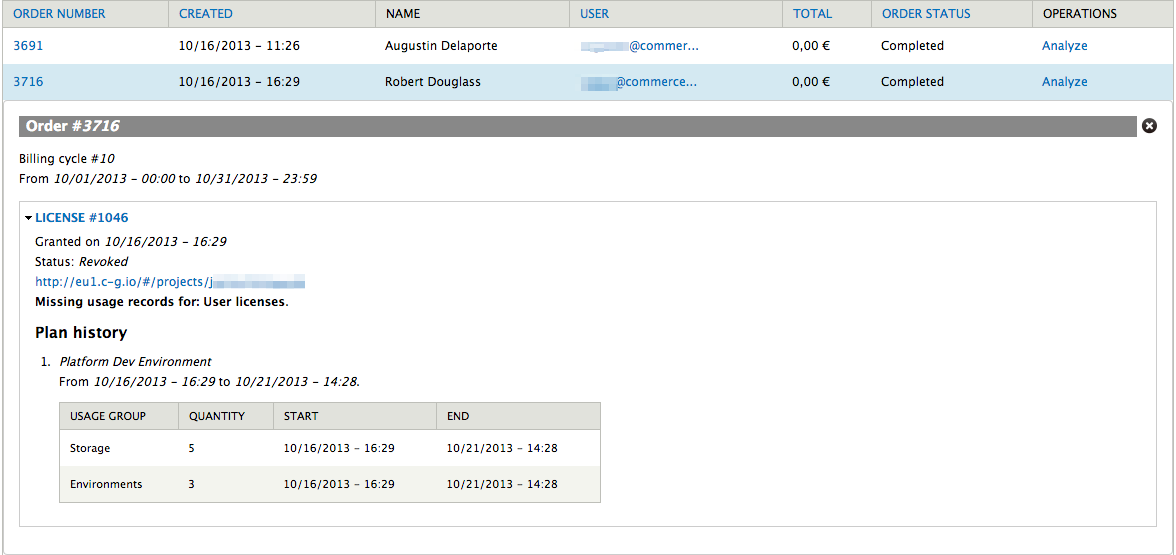 ORDER NUMBER CREATED NAME USER TOTAL ORDER STATUS OPERATIONS
3691 10/16/2013 - 11:26 Augustin Delaporte @commer... 0,00 € Completed Analyze
3716 10/16/2013 - 16:29 Robert Douglass @commerce... 0,00 € Completed Analyze
Order #3716
Billing cycle #10
From 10/01/2013 - 00:00 to 10/31/2013 - 23:59
LICENSE #1046
Granted on 10/16/2013 - 16:29
Status: Revoked
http://eu1.c-g.io/#/projects/j
Missing usage records for: User licenses.
Plan history
1. Platform Dev Environment
From 10/16/2013 - 16:29 to 10/21/2013 - 14:28.
USAGE GROUP QUANTITY START END
Storage 5 10/16/2013 - 16:29 10/21/2013 - 14:28
Environments 3 10/16/2013 - 16:29 10/21/2013 - 14:28